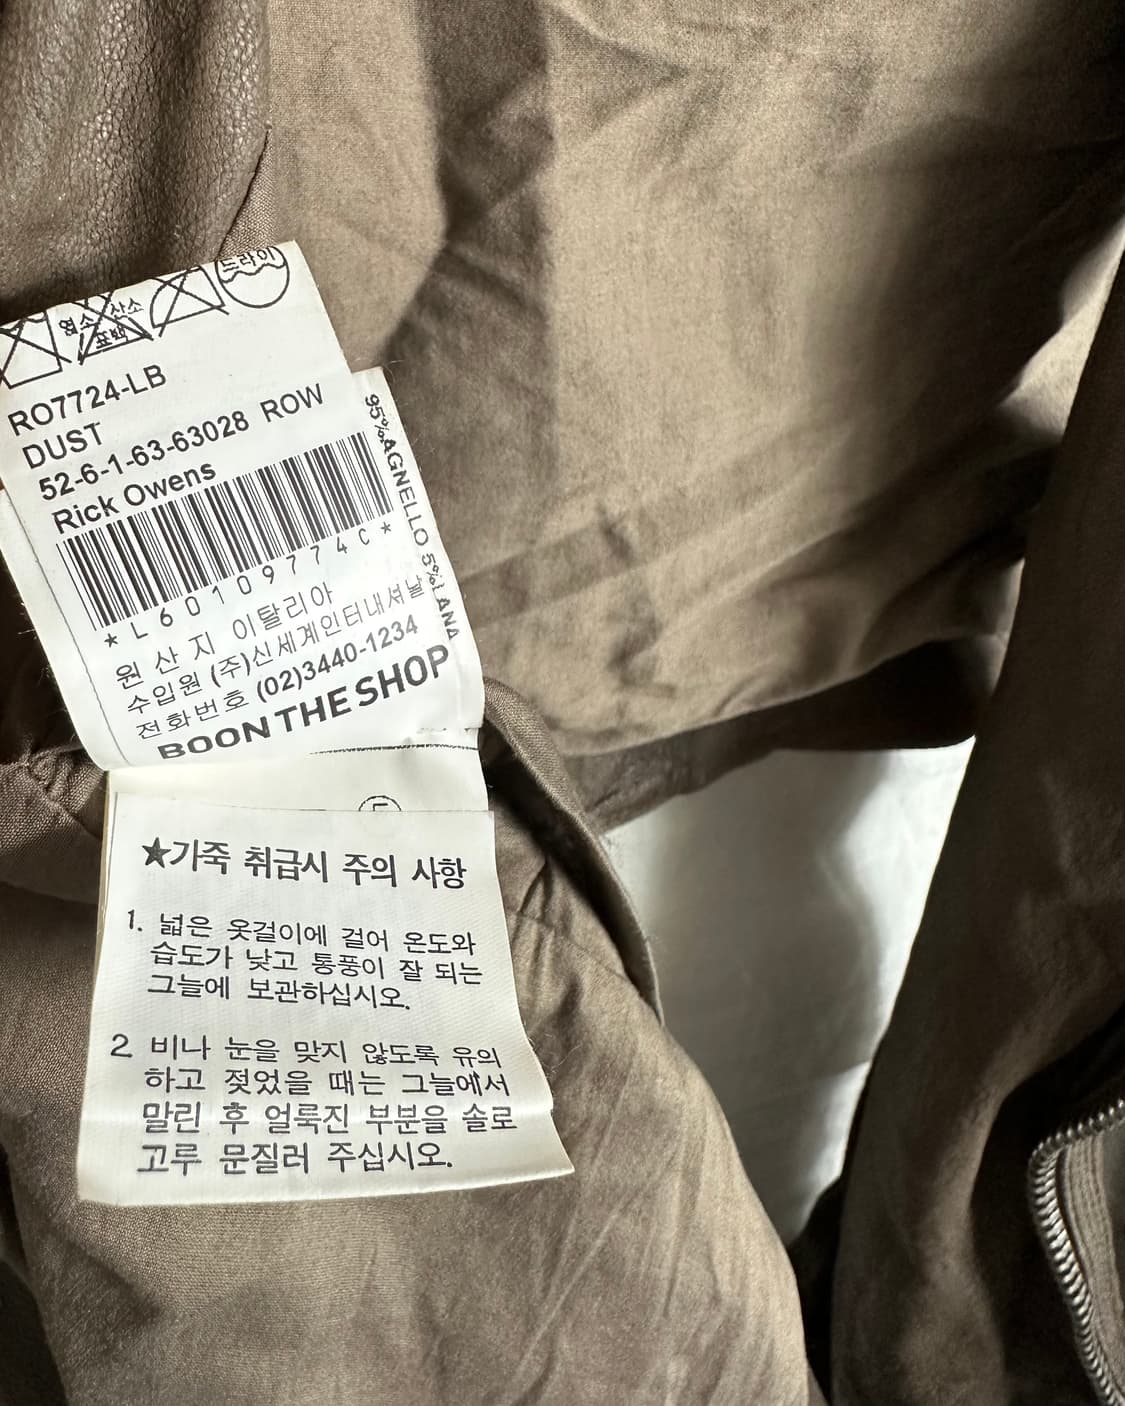 드라이
염소 산소
표백
RO7724-LB
DUST
52-6-1-63-63028 ROW
Rick Owens
*L60109774C*
원 산 지 이탈리아
수입원 (주)신세계인터내셔날
전화번호 (02)3440-1234
BOONTHESHOP
95%AGNELLO 5%LANA
★가죽 취급시 주의 사항
1. 넓은 옷걸이에 걸어 온도와
습도가 낮고 통풍이 잘 되는
그늘에 보관하십시오.
2 비나 눈을 맞지 않도록 유의
하고 젖었을 때는 그늘에서
말린 후 얼룩진 부분을 솔로
고루 문질러 주십시오.